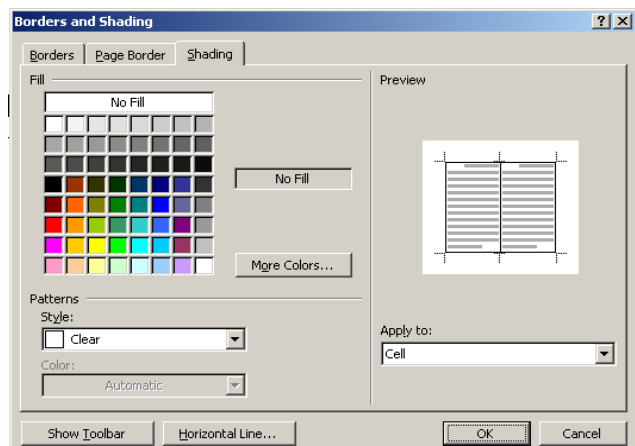 Borders and Shading
Borders
Page Border
Shading
Fill
No Fill
No Fill
More Colors...
Patterns
Style:
Clear
Color:
Automatic
Preview
Apply to:
Cell
Show Toolbar
Horizontal Line...
OK
Cancel